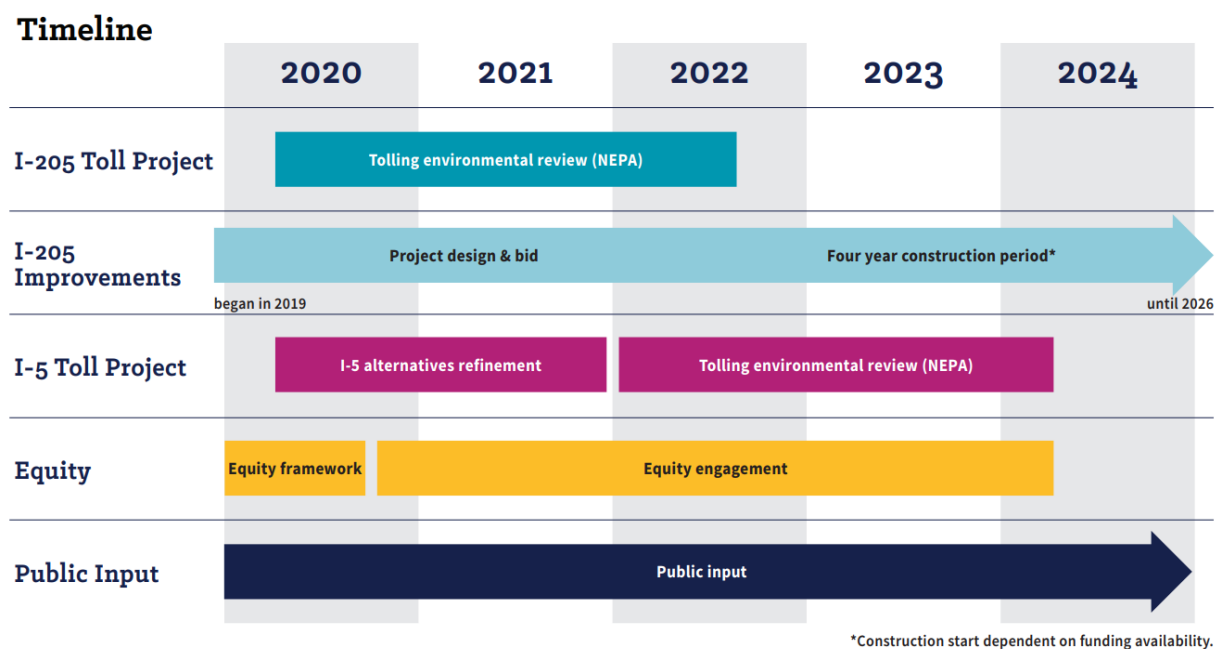 Timeline
2020 2021 2022 2023 2024
I-205 Toll Project
Tolling environmental review (NEPA)
I-205
Improvements
Project design & bid
Four year construction period*
began in 2019
until 2026
I-5 Toll Project
I-5 alternatives refinement
Tolling environmental review (NEPA)
Equity
Equity framework
Equity engagement
Public Input
Public input
*Construction start dependent on funding availability.